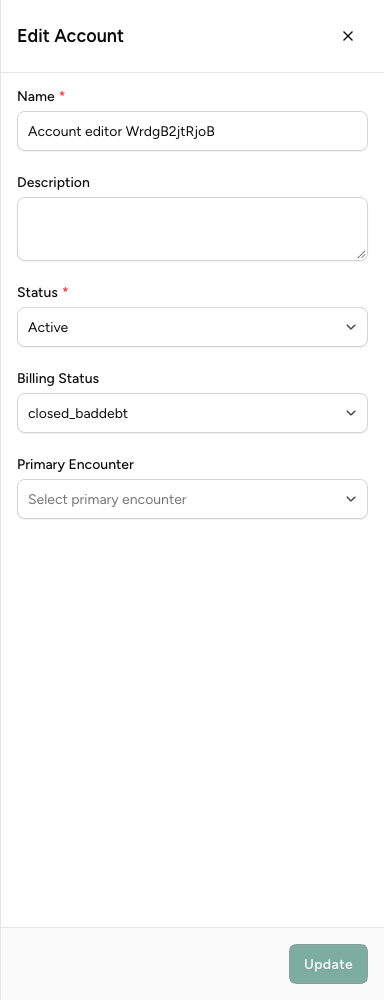 Edit Account
Name *
Account editor WrdgB2jtRjoB
Description
Status *
Active
Billing Status
closed_baddebt
Primary Encounter
Select primary encounter
Update